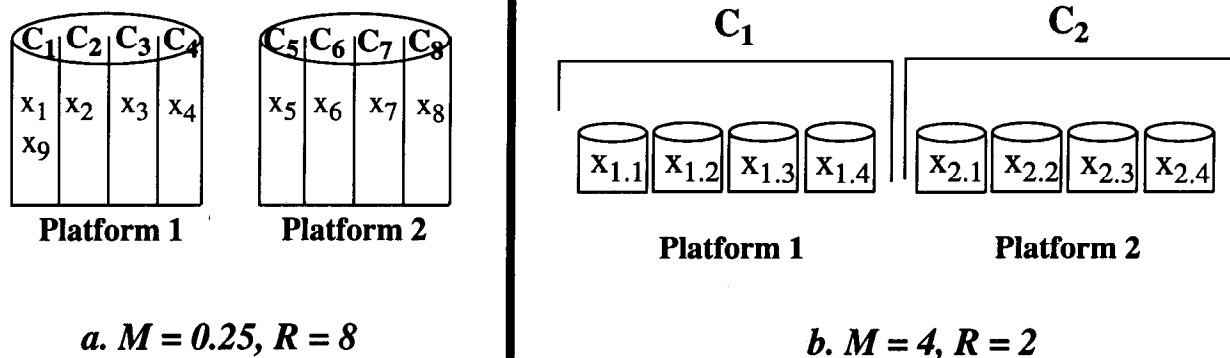 C1 C2 C3 C4
x1 x2 x3 x4
x9
Platform 1
C5 C6 C7 C8
x5 x6 x7 x8
Platform 2
a. M = 0.25, R = 8
C1 C2
x1.1 x1.2 x1.3 x1.4
x2.1 x2.2 x2.3 x2.4
Platform 1
Platform 2
b. M = 4, R = 2